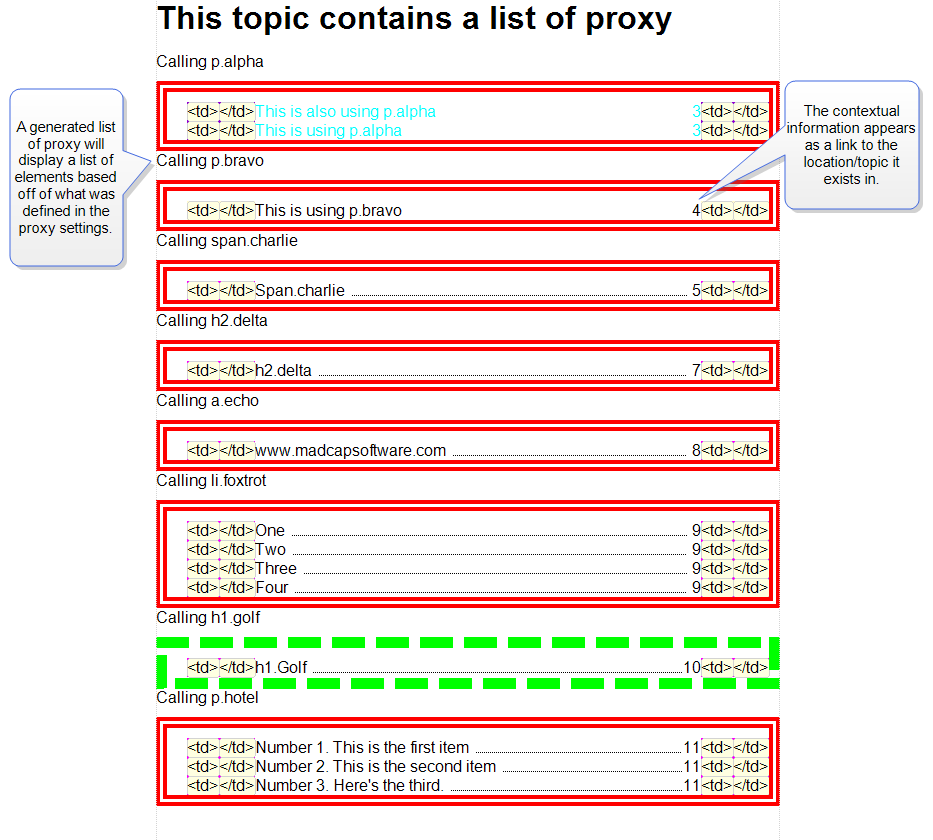 This topic contains a list of proxy
Calling p.alpha
<td></td>This is also using p.alpha 3<td></td>
<td></td>This is using p.alpha 3<td></td>
A generated list
of proxy will
display a list of
elements based
off of what was
defined in the
proxy settings.
The contextual
information appears
as a link to the
location/topic it
exists in.
Calling p.bravo
<td></td>This is using p.bravo 4<td></td>
Calling span.charlie
<td></td>Span.charlie ........ 5<td></td>
Calling h2.delta
<td></td>h2.delta ........ 7<td></td>
Calling a.echo
<td></td>www.madcapsoftware.com ........ 8<td></td>
Calling li.foxtrot
<td></td>One ........ 9<td></td>
<td></td>Two ........ 9<td></td>
<td></td>Three ........ 9<td></td>
<td></td>Four ........ 9<td></td>
Calling h1.golf
<td></td>h1.Golf ........ 10<td></td>
Calling p.hotel
<td></td>Number 1. This is the first item ........ 11<td></td>
<td></td>Number 2. This is the second item ........ 11<td></td>
<td></td>Number 3. Here's the third. ........ 11<td></td>